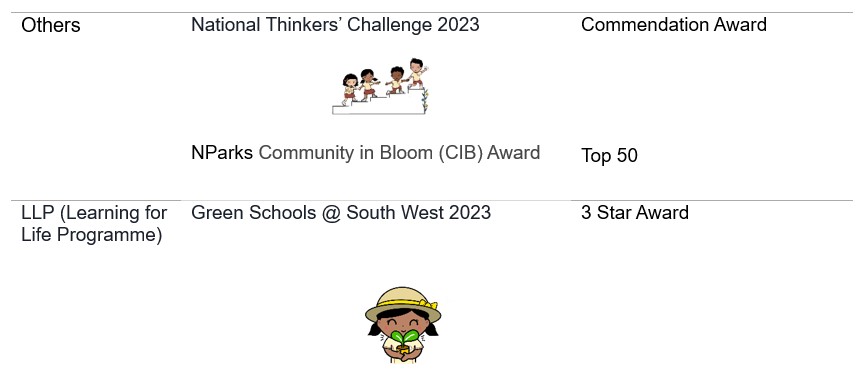 Others
National Thinkers’ Challenge 2023
Commendation Award
NParks Community in Bloom (CIB) Award
Top 50
LLP (Learning for
Life Programme)
Green Schools @ South West 2023
3 Star Award